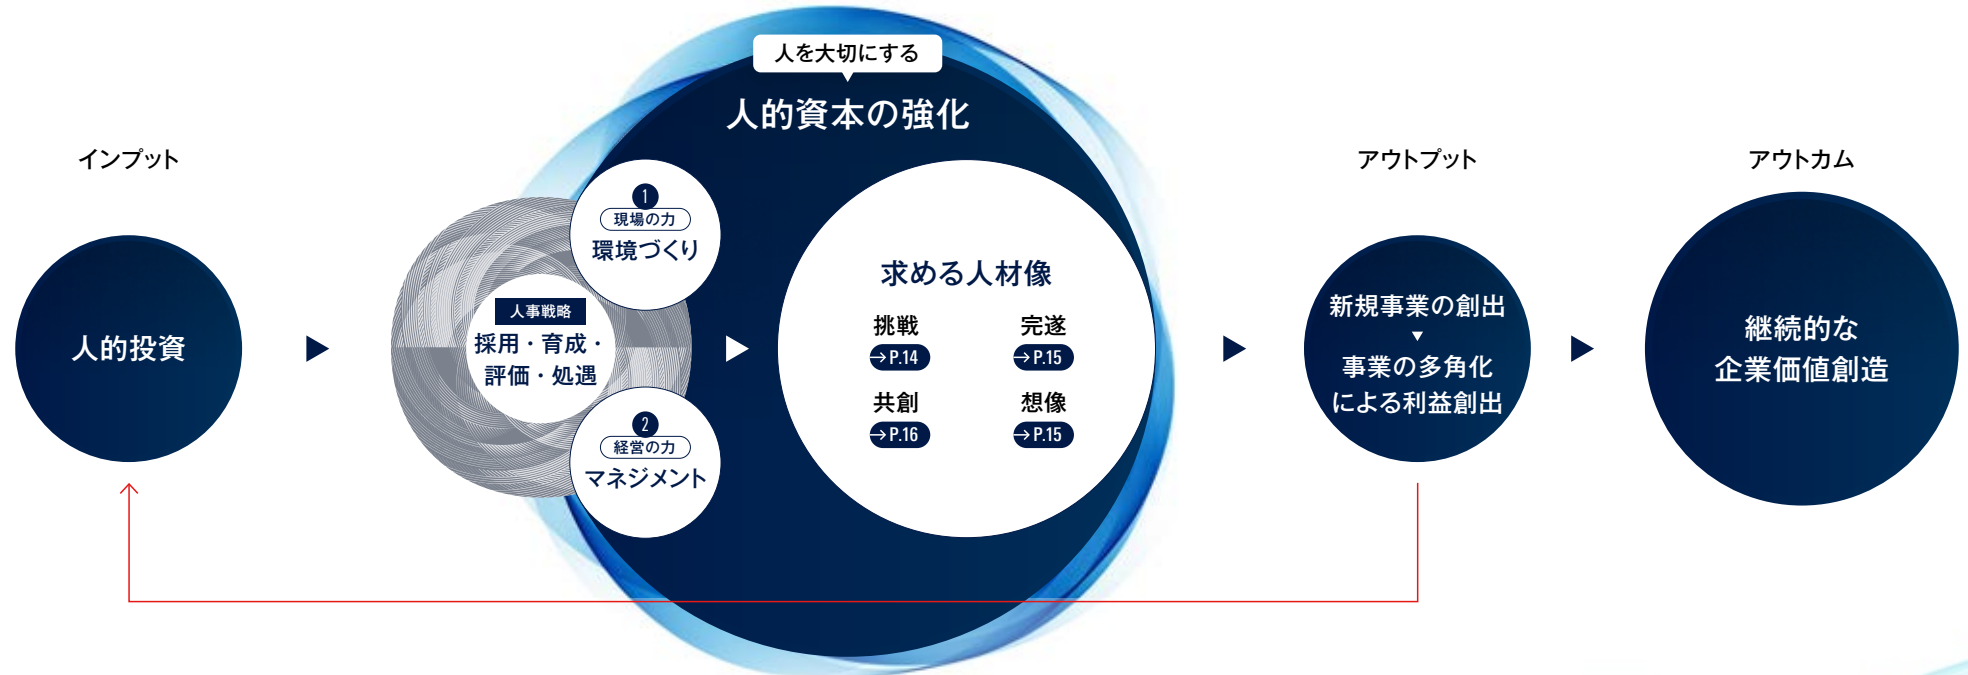 人を大切にする
人的資本の強化
インプット
人的投資
1
現場の力
環境づくり
人事戦略
採用・育成・
評価・処遇
2
経営の力
マネジメント
求める人材像
挑戦
→P.14
完遂
→P.15
共創
→P.16
想像
→P.15
アウトプット
新規事業の創出
▼
事業の多角化
による利益創出
アウトカム
継続的な
企業価値創造